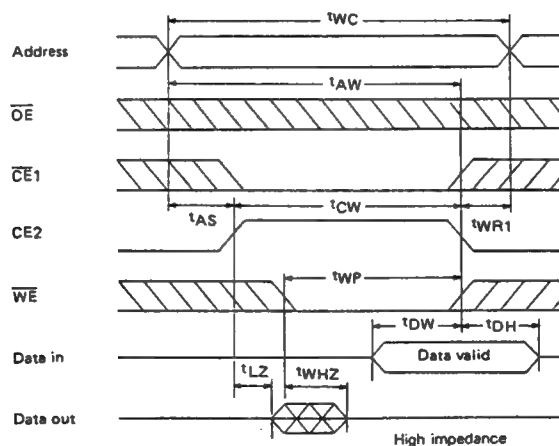 tWC
Address
tAW
OE
CE1
tAS
tCW
tWR1
CE2
tWP
WE
tDW
tDH
Data in
Data valid
tLZ
tWHZ
Data out
High impedance